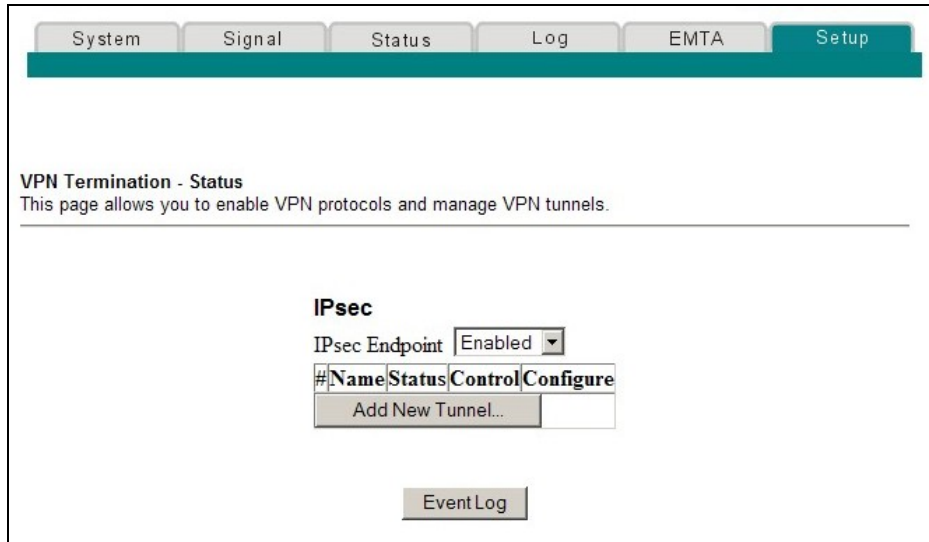 System Signal Status Log EMTA Setup
VPN Termination - Status
This page allows you to enable VPN protocols and manage VPN tunnels.
IPsec
IPsec Endpoint Enabled
# Name Status Control Configure
Add New Tunnel...
Event Log